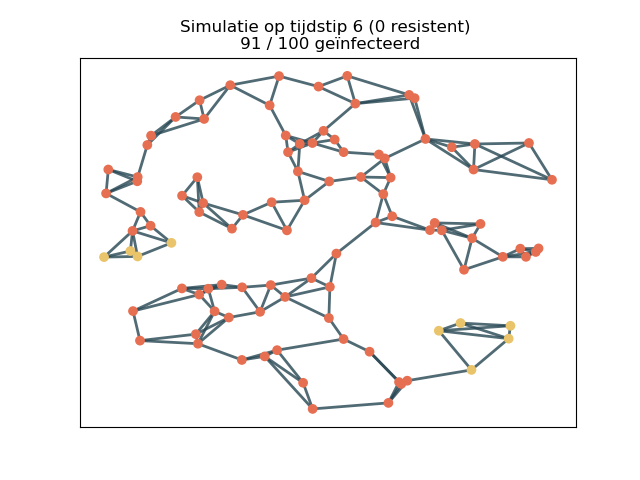 Simulatie op tijdstip 6 (0 resistent)
91 / 100 geïnfecteerd